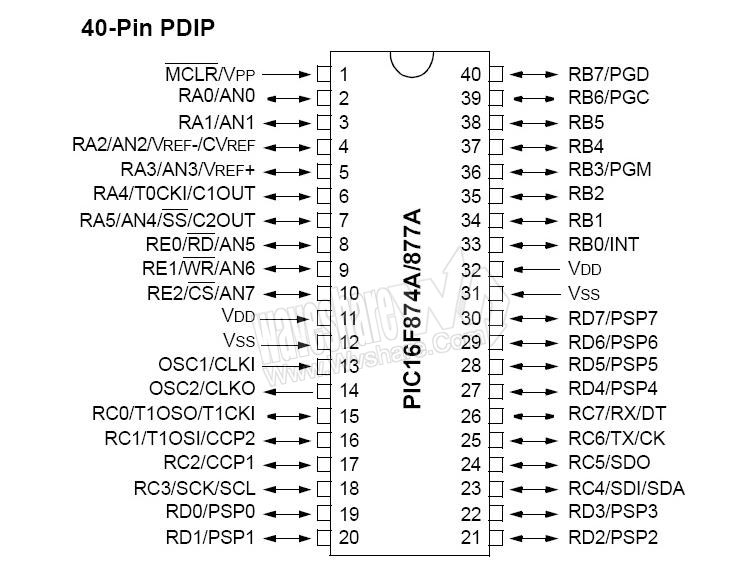 40-Pin PDIP
MCLR/VPP 1 40 RB7/PGD
RA0/AN0 2 39 RB6/PGC
RA1/AN1 3 38 RB5
RA2/AN2/VREF-/CVREF 4 37 RB4
RA3/AN3/VREF+ 5 36 RB3/PGM
RA4/T0CKI/C1OUT 6 35 RB2
RA5/AN4/SS/C2OUT 7 34 RB1
RE0/RD/AN5 8 33 RB0/INT
RE1/WR/AN6 9 32 VDD
RE2/CS/AN7 10 31 VSS
VDD 11 30 RD7/PSP7
VSS 12 29 RD6/PSP6
OSC1/CLKI 13 28 RD5/PSP5
OSC2/CLKO 14 27 RD4/PSP4
RC0/T1OSO/T1CKI 15 26 RC7/RX/DT
RC1/T1OSI/CCP2 16 25 RC6/TX/CK
RC2/CCP1 17 24 RC5/SDO
RC3/SCK/SCL 18 23 RC4/SDI/SDA
RD0/PSP0 19 22 RD3/PSP3
RD1/PSP1 20 21 RD2/PSP2
PIC16F874A/877A